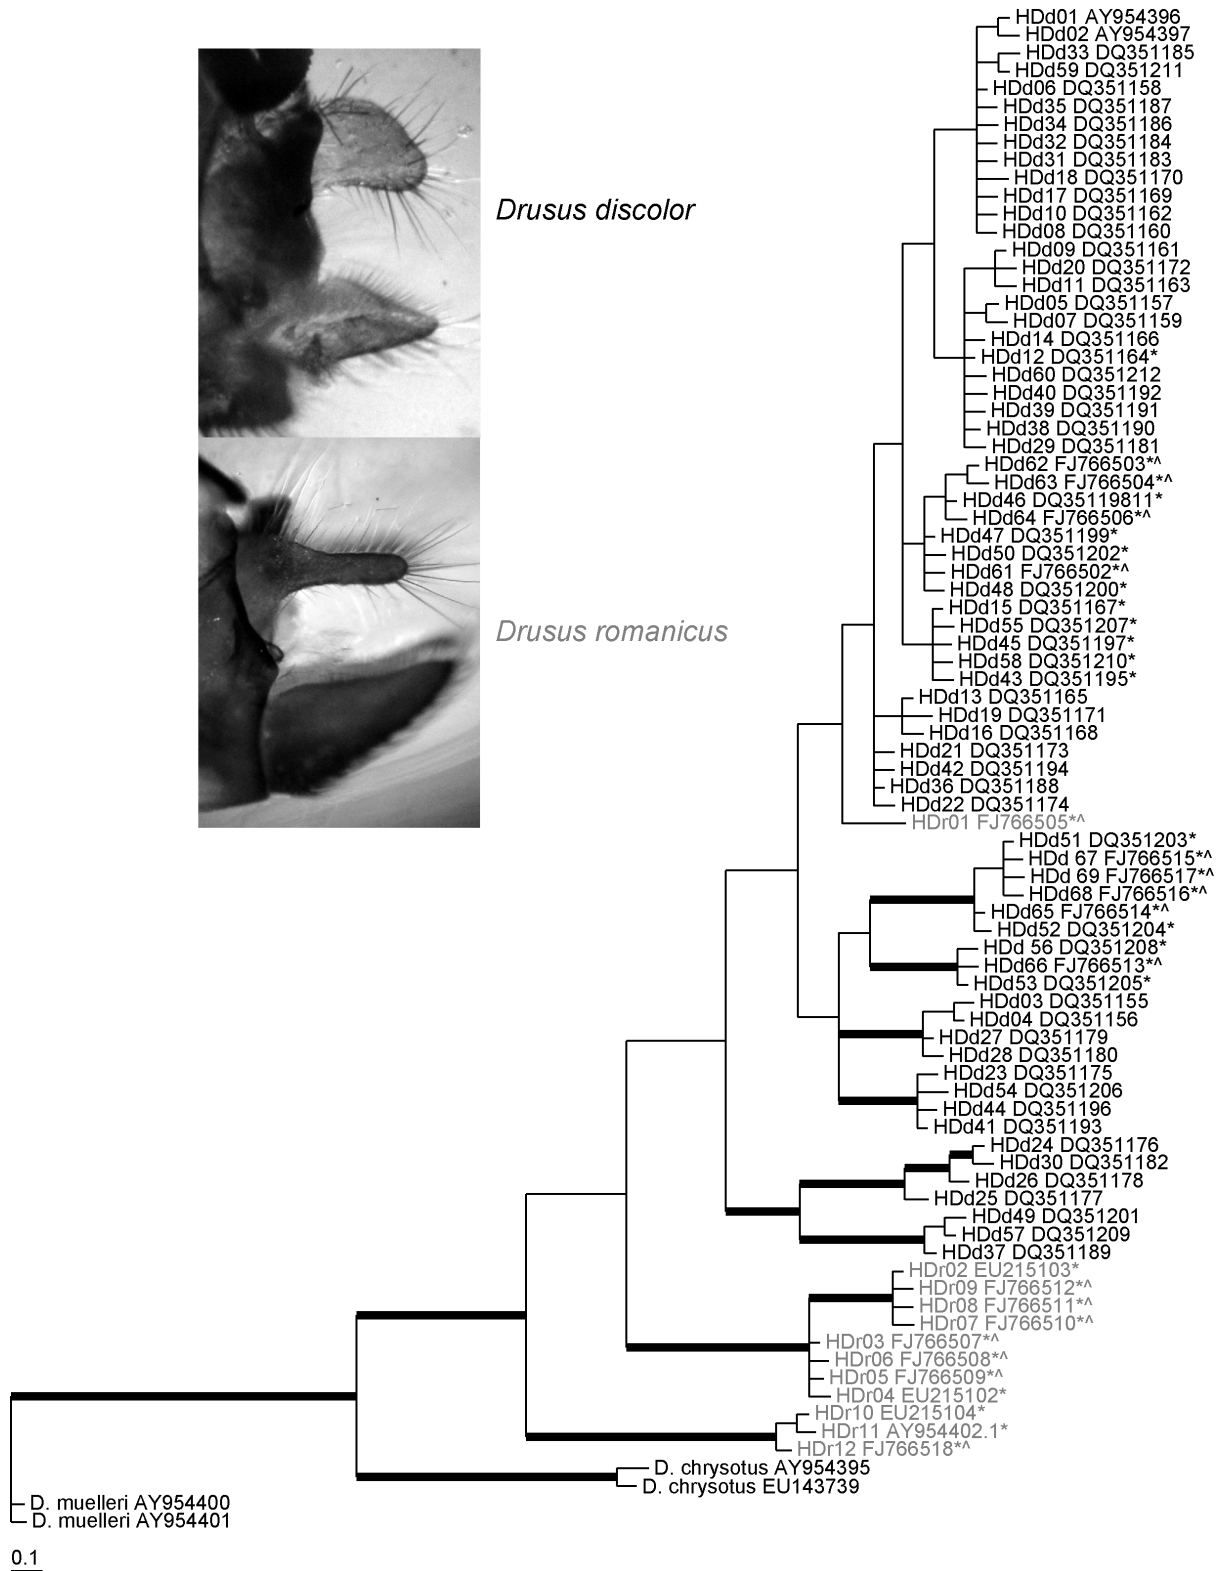 HDd01 AY954396
HDd02 AY954397
HDd33 DQ351185
HDd59 DQ351211
HDd06 DQ351158
HDd35 DQ351187
HDd34 DQ351186
HDd32 DQ351184
HDd31 DQ351183
HDd18 DQ351170
HDd17 DQ351169
HDd10 DQ351162
HDd08 DQ351160
HDd09 DQ351161
HDd20 DQ351172
HDd11 DQ351163
HDd05 DQ351157
HDd07 DQ351159
HDd14 DQ351166
HDd12 DQ351164*
HDd60 DQ351212
HDd40 DQ351192
HDd39 DQ351191
HDd38 DQ351190
HDd29 DQ351181
HDd62 FJ766503*^
HDd63 FJ766504*^
HDd46 DQ35119811*
HDd64 FJ766506*^
HDd47 DQ351199*
HDd50 DQ351202*
HDd61 FJ766502*^
HDd48 DQ351200*
HDd15 DQ351167*
HDd55 DQ351207*
HDd45 DQ351197*
HDd58 DQ351210*
HDd43 DQ351195*
HDd13 DQ351165
HDd19 DQ351171
HDd16 DQ351168
HDd21 DQ351173
HDd42 DQ351194
HDd36 DQ351188
HDd22 DQ351174
HDr01 FJ766505*^
HDd51 DQ351203*
HDd 67 FJ766515*^
HDd 69 FJ766517*^
HDd68 FJ766516*^
HDd65 FJ766514*^
HDd52 DQ351204*
HDd 56 DQ351208*
HDd66 FJ766513*^
HDd53 DQ351205*
HDd03 DQ351155
HDd04 DQ351156
HDd27 DQ351179
HDd28 DQ351180
HDd23 DQ351175
HDd54 DQ351206
HDd44 DQ351196
HDd41 DQ351193
HDd24 DQ351176
HDd30 DQ351182
HDd26 DQ351178
HDd25 DQ351177
HDd49 DQ351201
HDd57 DQ351209
HDd37 DQ351189
HDr02 EU215103*
HDr09 FJ766512*^
HDr08 FJ766511*^
HDr07 FJ766510*^
HDr03 FJ766507*^
HDr06 FJ766508*^
HDr05 FJ766509*^
HDr04 EU215102*
HDr10 EU215104*
HDr11 AY954402.1*
HDr12 FJ766518*^
D. chrysotus AY954395
D. chrysotus EU143739
D. muelleri AY954400
D. muelleri AY954401
0.1
Drusus discolor
Drusus romanicus